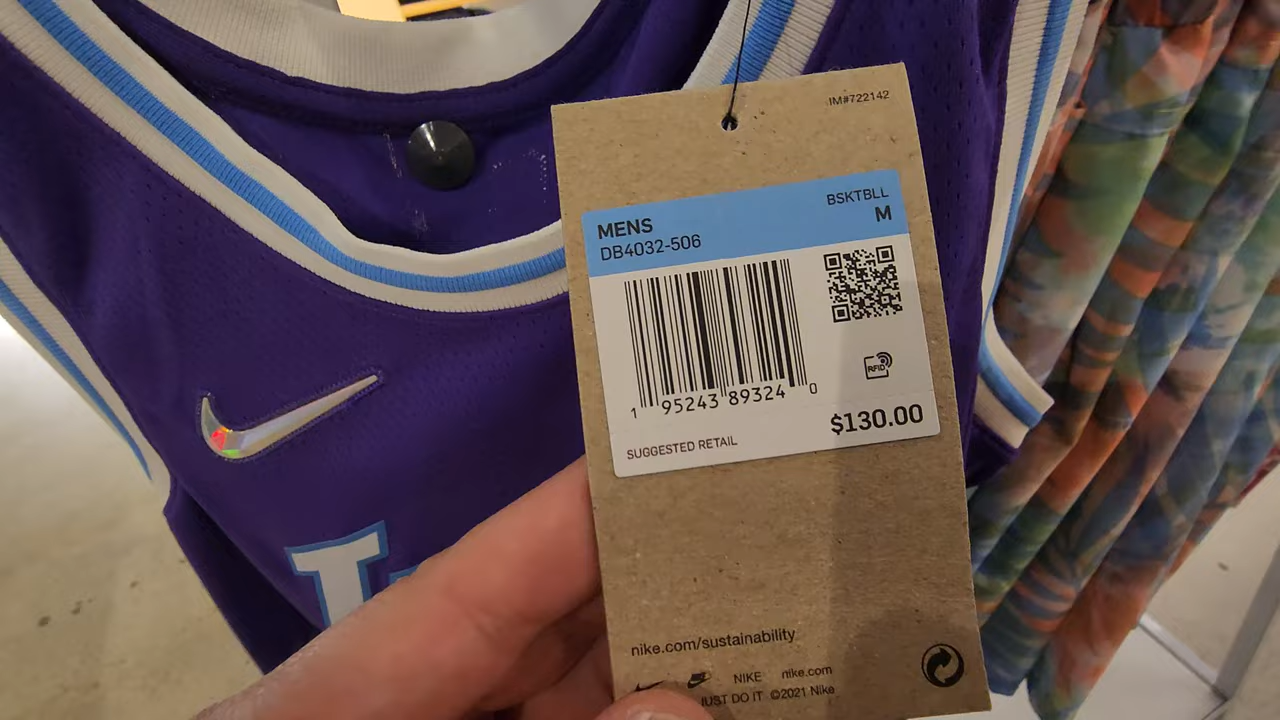 IM#722142
MENS
BSKTBLL
DB4032-506
M
RFID
1 95243 89324 0
$130.00
SUGGESTED RETAIL
nike.com/sustainability
NIKE nike.com
JUST DO IT ©2021 Nike
L